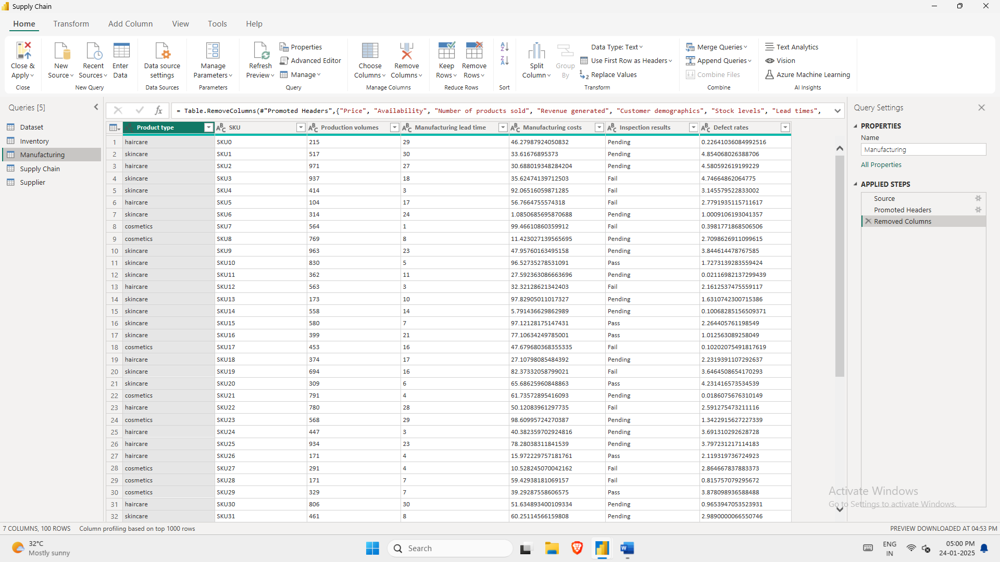 Supply Chain
Home Transform Add Column View Tools Help
Close & Apply
New Source
Recent Sources
Enter Data
Data source settings
Manage Parameters
Refresh Preview
Properties
Advanced Editor
Manage
Choose Columns
Remove Columns
Keep Rows
Remove Rows
Split Column
Group By
Data Type: Text
Use First Row as Headers
Replace Values
Merge Queries
Append Queries
Combine Files
Text Analytics
Vision
Azure Machine Learning
Close New Query Data Sources Parameters Query Manage Columns Reduce Rows Sort Transform Combine AI Insights
Queries [5]
Dataset
Inventory
Manufacturing
Supply Chain
Supplier
fx = Table.RemoveColumns(#"Promoted Headers",{"Price", "Availability", "Number of products sold", "Revenue generated", "Customer demographics", "Stock levels", "Lead times",
Product type SKU Production volumes Manufacturing lead time Manufacturing costs Inspection results Defect rates
1 haircare SKU0 215 29 46.27987924050832 Pending 0.22641036084992516
2 skincare SKU1 517 30 33.61676895373 Pending 4.854068026388706
3 haircare SKU2 971 27 30.688019348284204 Pending 4.580592619199229
4 skincare SKU3 937 18 35.62474139712503 Fail 4.74664862064775
5 skincare SKU4 414 3 92.06516059871285 Fail 3.145579522833002
6 haircare SKU5 104 17 56.7664755574318 Fail 2.7791935115711617
7 skincare SKU6 314 24 1.0850685695870688 Pending 1.0009106193041357
8 cosmetics SKU7 564 1 99.46610860359912 Fail 0.3981771868506506
9 cosmetics SKU8 769 8 11.423027139565695 Pending 2.7098626911099615
10 skincare SKU9 963 23 47.95760163495158 Pending 3.844614478767585
11 skincare SKU10 830 5 96.52735278531091 Pass 1.7273139283559424
12 skincare SKU11 362 11 27.592363086663696 Pending 0.02116982137299439
13 haircare SKU12 563 3 32.32128621342403 Fail 2.1612537475559117
14 skincare SKU13 173 10 97.82905011017327 Pending 1.6310742300715386
15 skincare SKU14 558 14 5.791436629862989 Pending 0.10068285156509371
16 skincare SKU15 580 7 97.12128175147431 Pass 2.264405761198549
17 skincare SKU16 399 21 77.10634249785001 Pass 1.012563089258049
18 cosmetics SKU17 453 16 47.679680368355335 Fail 0.10202075491817619
19 haircare SKU18 374 17 27.10798085484392 Pending 2.2319391107292637
20 skincare SKU19 694 16 82.37332058799021 Fail 3.6464508654170293
21 skincare SKU20 309 6 65.68625960848863 Pass 4.231416573534539
22 cosmetics SKU21 791 4 61.73572895416093 Pending 0.0186075676310149
23 haircare SKU22 780 28 50.12083961297735 Fail 2.591275473211116
24 cosmetics SKU23 568 29 98.60995724270387 Pending 1.3422915627227339
25 haircare SKU24 447 3 40.382359702924816 Pending 3.691310292628728
26 haircare SKU25 934 23 78.28038311841539 Pending 3.797231217114183
27 haircare SKU26 171 4 15.972229757181761 Pass 2.119319736724923
28 cosmetics SKU27 291 4 10.528245070042162 Fail 2.864667837883373
29 cosmetics SKU28 171 7 59.42938181069157 Fail 0.815757079295672
30 cosmetics SKU29 329 7 39.29287558606575 Pass 3.878098936588488
31 haircare SKU30 806 30 51.634893400109334 Pending 0.9653947053523931
32 skincare SKU31 461 8 60.25114566159808 Pending 2.9890000066550746
Query Settings
PROPERTIES
Name
Manufacturing
All Properties
APPLIED STEPS
Source
Promoted Headers
Removed Columns
Activate Windows
Go to Settings to activate Windows.
7 COLUMNS, 100 ROWS Column profiling based on top 1000 rows PREVIEW DOWNLOADED AT 04:53 PM
32°C
Mostly sunny
Search
ENG
IN
05:00 PM
24-01-2025